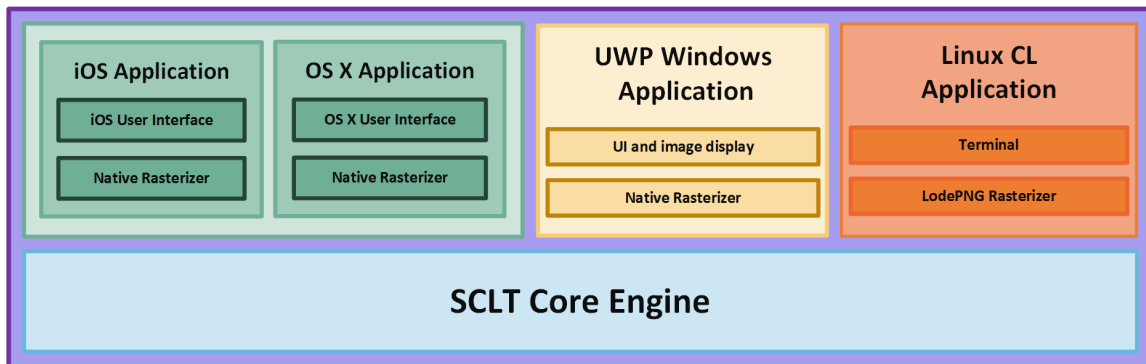 iOS Application
iOS User Interface
Native Rasterizer
OS X Application
OS X User Interface
Native Rasterizer
UWP Windows
Application
UI and image display
Native Rasterizer
Linux CL
Application
Terminal
LodePNG Rasterizer
SCLT Core Engine